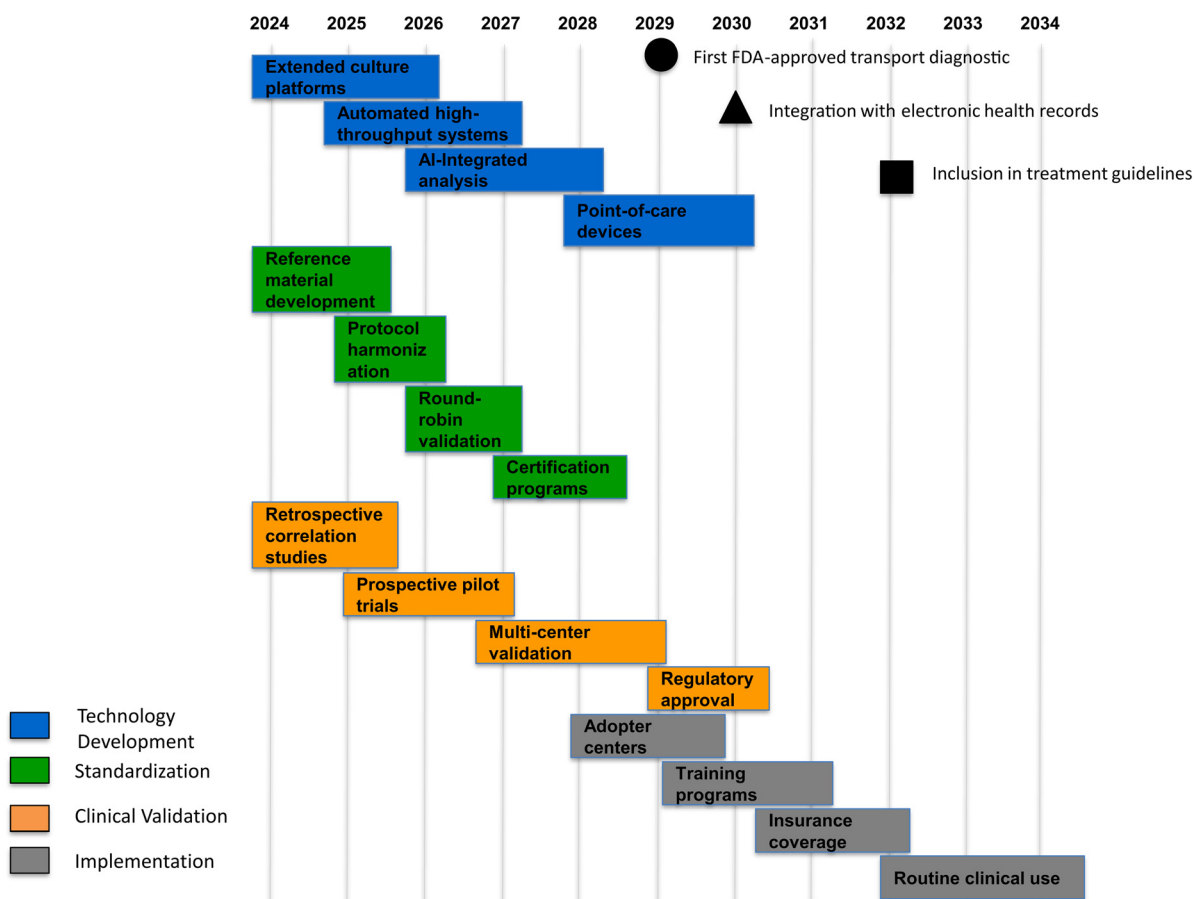 2024 2025 2026 2027 2028 2029 2030 2031 2032 2033 2034
First FDA-approved transport diagnostic
Integration with electronic health records
Inclusion in treatment guidelines
Extended culture
platforms
Automated high-
throughput systems
AI-Integrated
analysis
Point-of-care
devices
Reference
material
development
Protocol
harmoniz
ation
Round-
robin
validation
Certification
programs
Retrospective
correlation
studies
Prospective pilot
trials
Multi-center
validation
Regulatory
approval
Adopter
centers
Training
programs
Insurance
coverage
Routine clinical use
Technology
Development
Standardization
Clinical Validation
Implementation